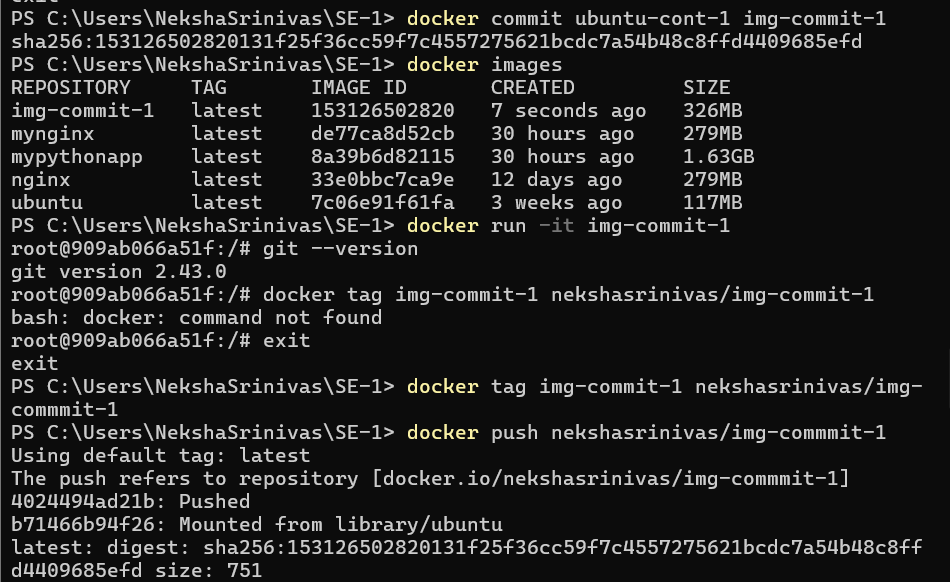 exit
PS C:\Users\NekshaSrinivas\SE-1> docker commit ubuntu-cont-1 img-commit-1
sha256:153126502820131f25f36cc59f7c4557275621bcdc7a54b48c8ffd4409685efd
PS C:\Users\NekshaSrinivas\SE-1> docker images
REPOSITORY     TAG       IMAGE ID       CREATED         SIZE
img-commit-1   latest    153126502820   7 seconds ago   326MB
mynginx        latest    de77ca8d52cb   30 hours ago    279MB
mypythonapp    latest    8a39b6d82115   30 hours ago    1.63GB
nginx          latest    33e0bbc7ca9e   12 days ago     279MB
ubuntu         latest    7c06e91f61fa   3 weeks ago     117MB
PS C:\Users\NekshaSrinivas\SE-1> docker run -it img-commit-1
root@909ab066a51f:/# git --version
git version 2.43.0
root@909ab066a51f:/# docker tag img-commit-1 nekshasrinivas/img-commit-1
bash: docker: command not found
root@909ab066a51f:/# exit
exit
PS C:\Users\NekshaSrinivas\SE-1> docker tag img-commit-1 nekshasrinivas/img-
commmit-1
PS C:\Users\NekshaSrinivas\SE-1> docker push nekshasrinivas/img-commmit-1
Using default tag: latest
The push refers to repository [docker.io/nekshasrinivas/img-commmit-1]
4024494ad21b: Pushed
b71466b94f26: Mounted from library/ubuntu
latest: digest: sha256:153126502820131f25f36cc59f7c4557275621bcdc7a54b48c8ff
d4409685efd size: 751